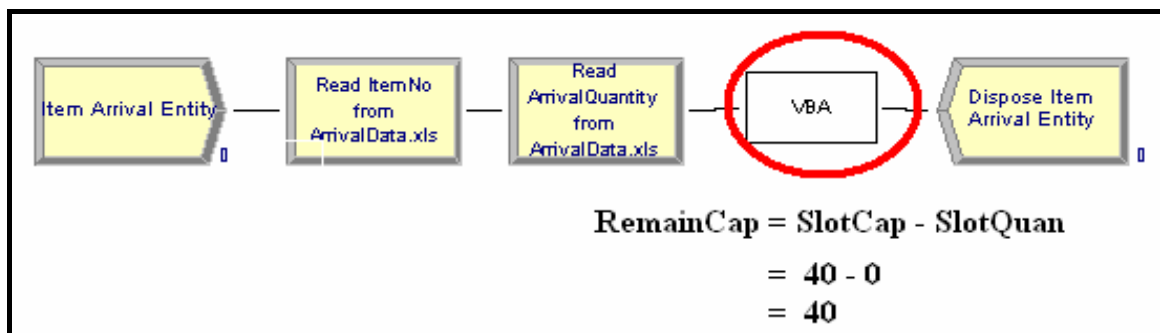 Item Arrival Entity
0
Read ItemNo
from
ArrivalData.xls
Read
ArrivalQuantity
from
ArrivalData.xls
VBA
Dispose Item
Arrival Entity
0
RemainCap = SlotCap - SlotQuan
= 40 - 0
= 40